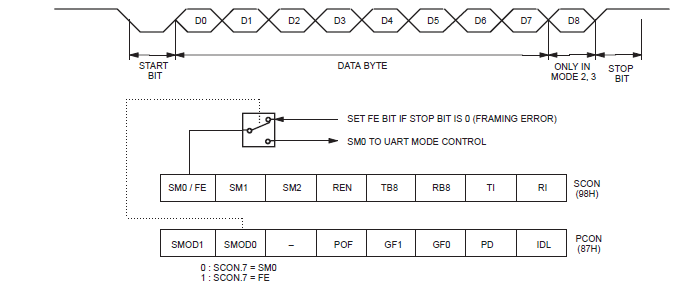 D0 D1 D2 D3 D4 D5 D6 D7 D8
START
BIT
DATA BYTE
ONLY IN
MODE 2, 3
STOP
BIT
SET FE BIT IF STOP BIT IS 0 (FRAMING ERROR)
SM0 TO UART MODE CONTROL
SM0 / FE SM1 SM2 REN TB8 RB8 TI RI
SCON
(98H)
SMOD1 SMOD0 – POF GF1 GF0 PD IDL
PCON
(87H)
0 : SCON.7 = SM0
1 : SCON.7 = FE